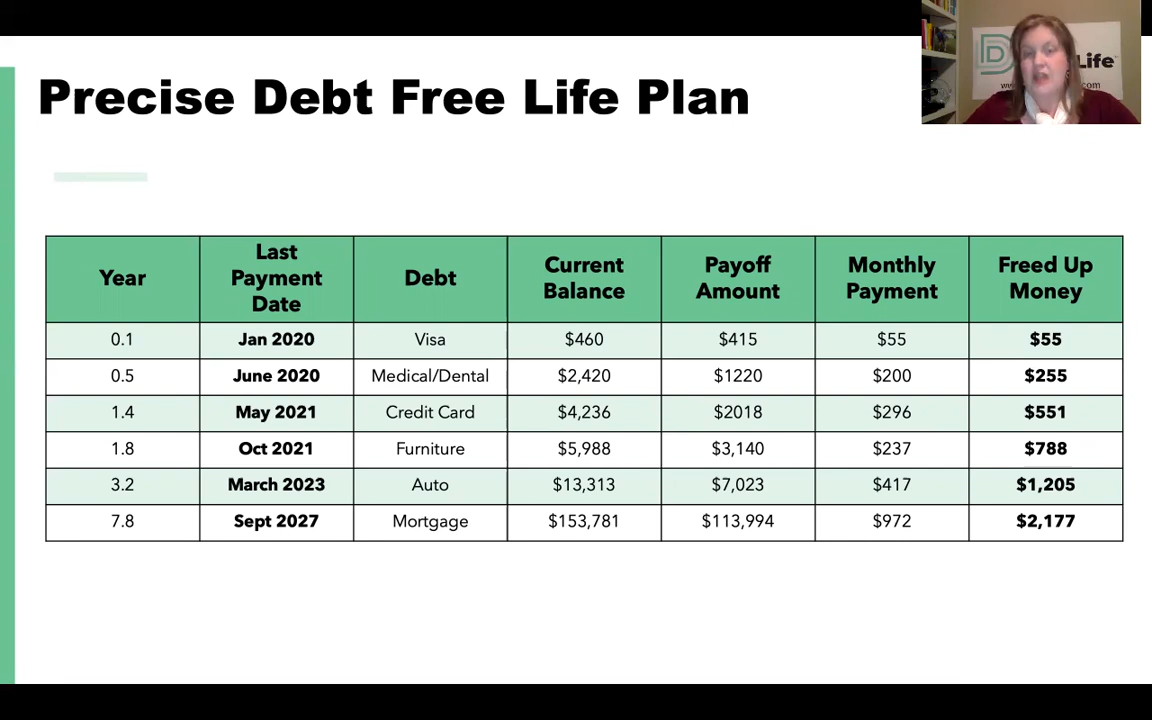 Precise Debt Free Life Plan
D
Life
www
com
Year
Last
Payment
Date
Debt
Current
Balance
Payoff
Amount
Monthly
Payment
Freed Up
Money
0.1 Jan 2020 Visa $460 $415 $55 $55
0.5 June 2020 Medical/Dental $2,420 $1220 $200 $255
1.4 May 2021 Credit Card $4,236 $2018 $296 $551
1.8 Oct 2021 Furniture $5,988 $3,140 $237 $788
3.2 March 2023 Auto $13,313 $7,023 $417 $1,205
7.8 Sept 2027 Mortgage $153,781 $113,994 $972 $2,177